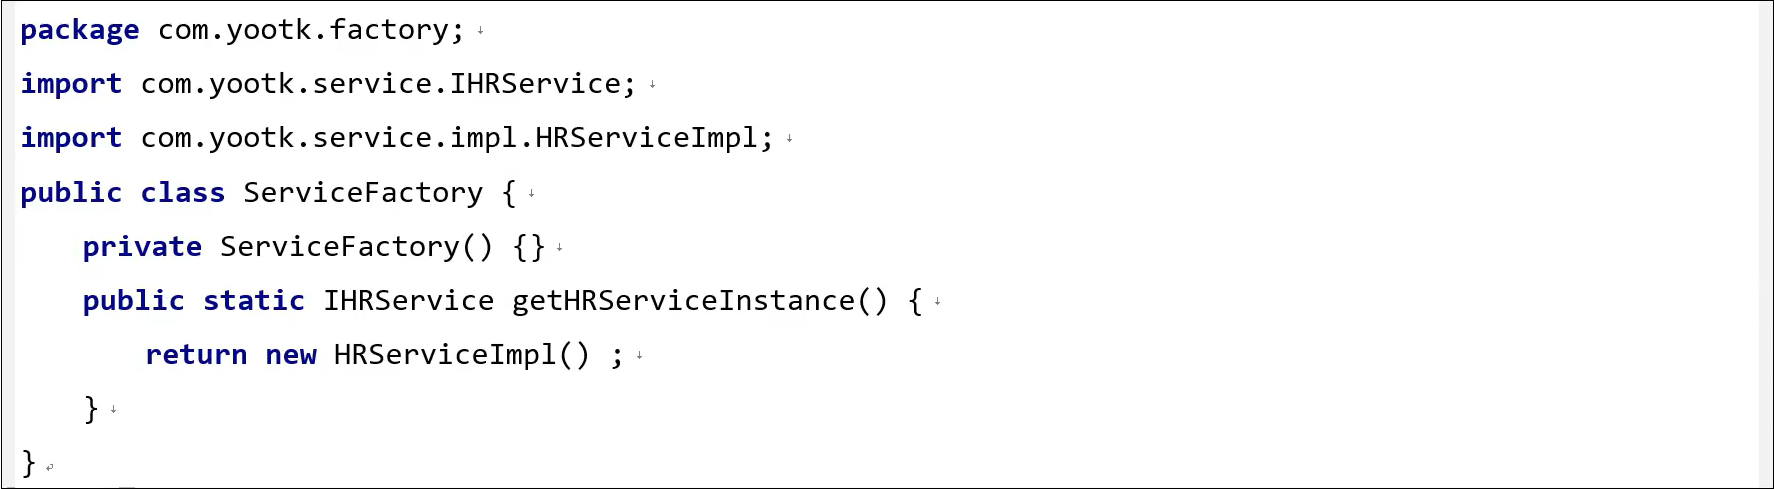 package com.yootk.factory;
import com.yootk.service.IHRService;
import com.yootk.service.impl.HRServiceImpl;
public class ServiceFactory {
    private ServiceFactory() {}
    public static IHRService getHRServiceInstance() {
        return new HRServiceImpl() ;
    }
}